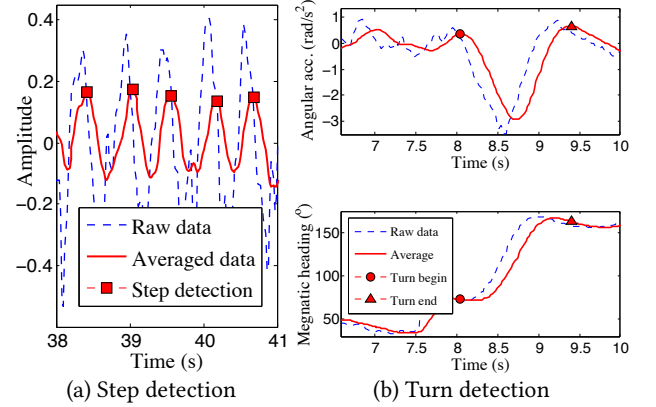 0.4
0.2
0
−0.2
−0.4
Amplitude
Raw data
Averaged data
Step detection
38 39 40 41
Time (s)
(a) Step detection
1
0
−1
−2
−3
Angular acc. (rad/s²)
7 7.5 8 8.5 9 9.5 10
Time (s)
150
100
50
Megnatic heading (°)
Raw data
Average
Turn begin
Turn end
7 7.5 8 8.5 9 9.5 10
Time (s)
(b) Turn detection